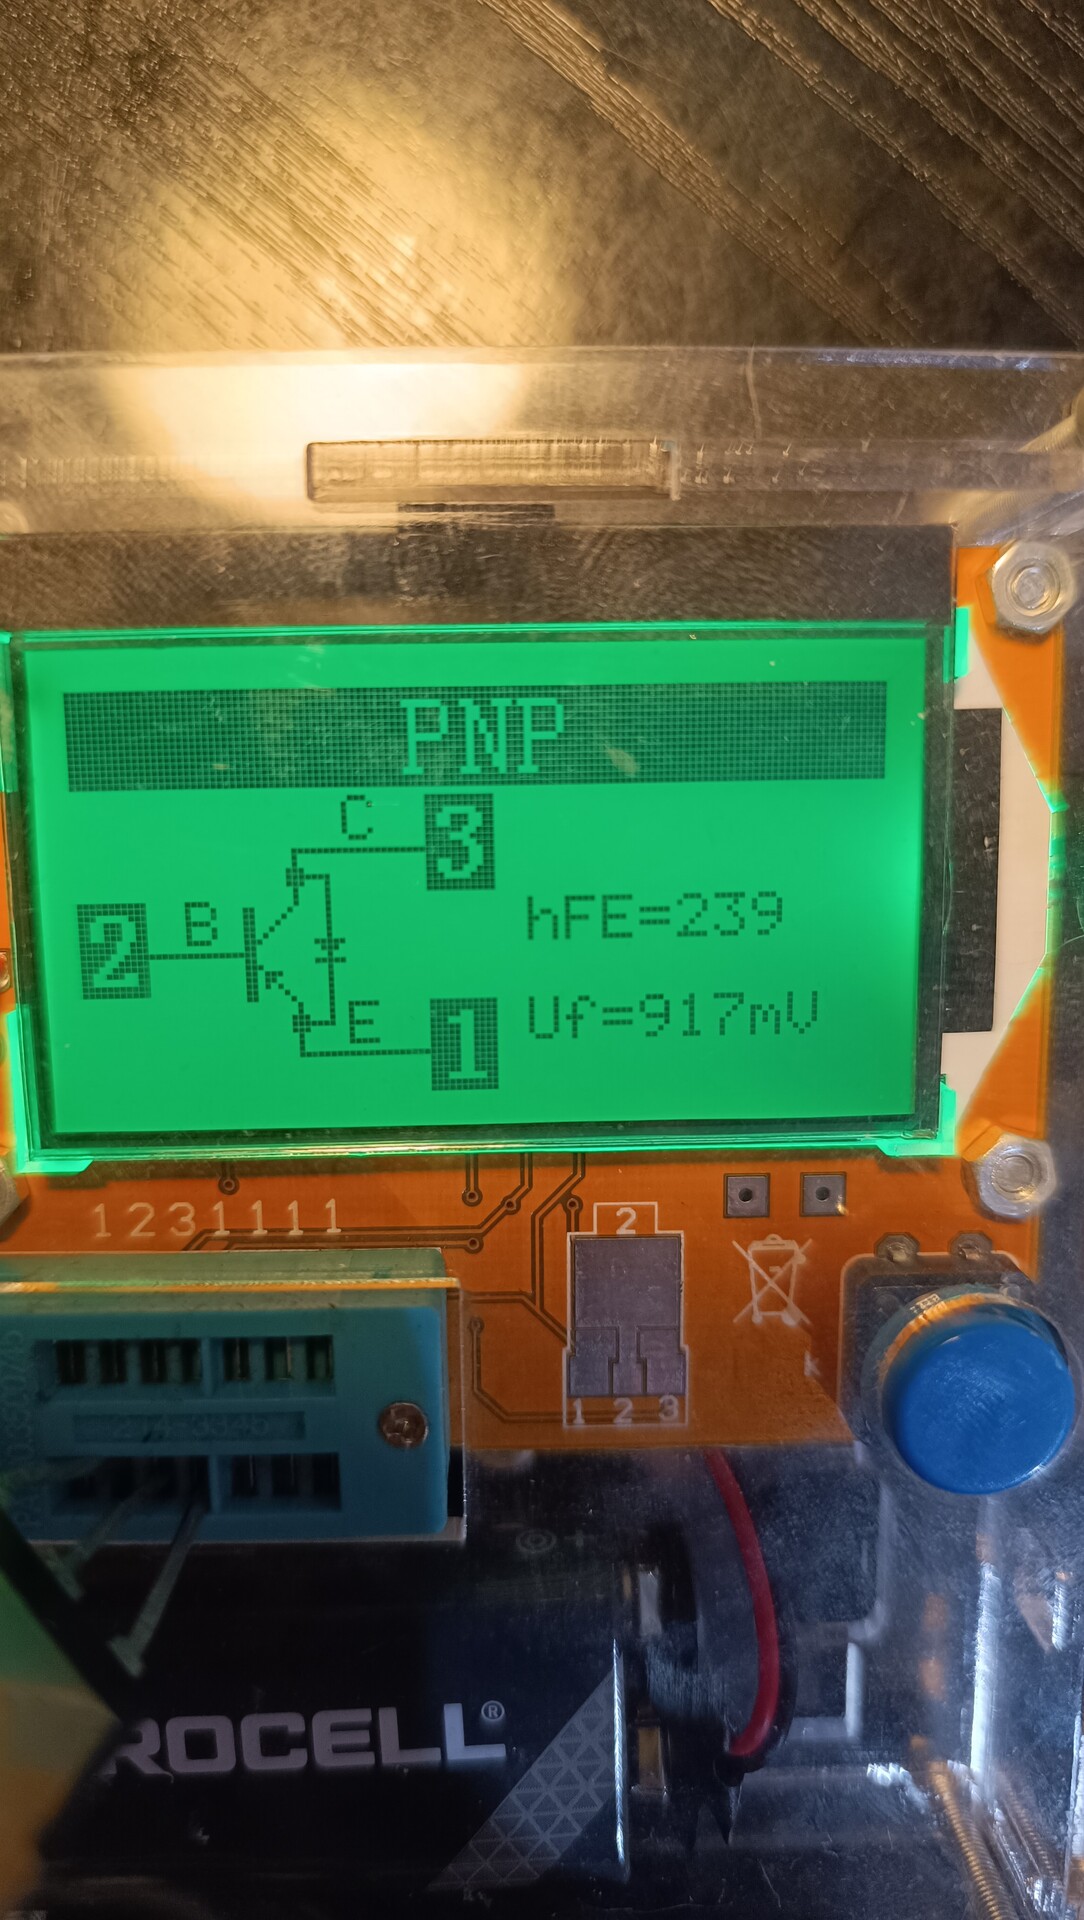 PNP
C 3
2 B
hFE=239
E 1
Uf=917mV
1231111
2
k
1 2 3
ROCELL®